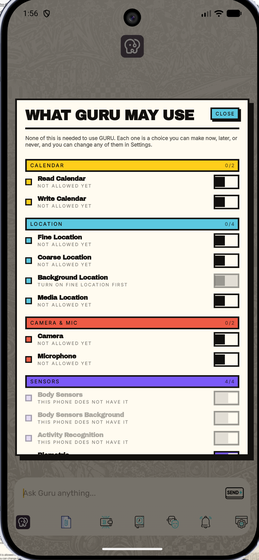 1:56
WHAT GURU MAY USE
CLOSE
None of this is needed to use GURU. Each one is a choice you can make now, later, or
never, and you can change any of them in Settings.
CALENDAR 0/2
Read Calendar
NOT ALLOWED YET
Write Calendar
NOT ALLOWED YET
LOCATION 0/4
Fine Location
NOT ALLOWED YET
Coarse Location
NOT ALLOWED YET
Background Location
TURN ON FINE LOCATION FIRST
Media Location
NOT ALLOWED YET
CAMERA & MIC 0/2
Camera
NOT ALLOWED YET
Microphone
NOT ALLOWED YET
SENSORS 4/4
Body Sensors
THIS PHONE DOES NOT HAVE IT
Body Sensors Background
THIS PHONE DOES NOT HAVE IT
Activity Recognition
THIS PHONE DOES NOT HAVE IT
Ask Guru anything...
SEND